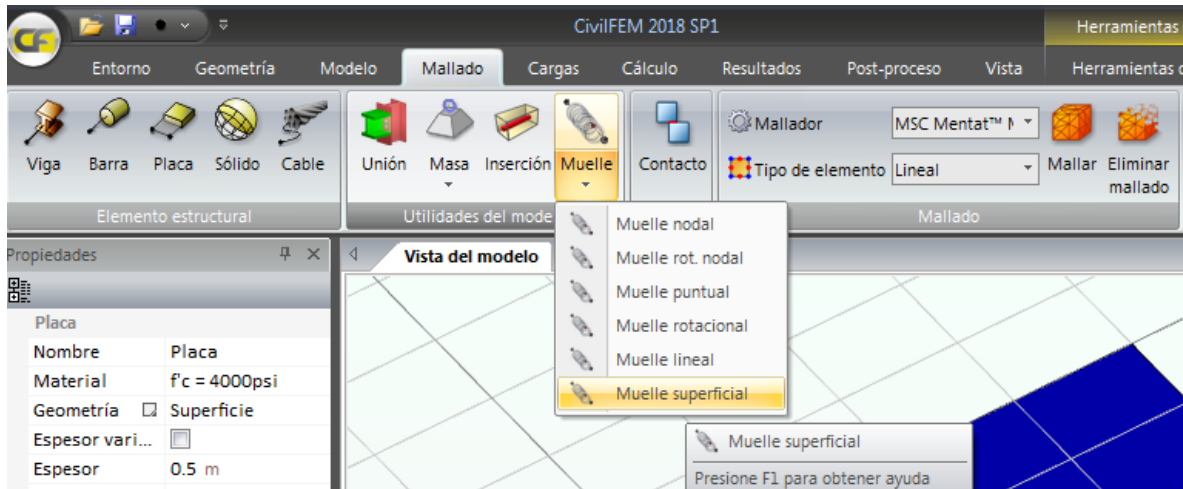 CF
CivilFEM 2018 SP1
Herramientas
Entorno Geometría Modelo Mallado Cargas Cálculo Resultados Post-proceso Vista Herramientas
Viga Barra Placa Sólido Cable Unión Masa Inserción Muelle Contacto
Mallador MSC Mentat™
Tipo de elemento Lineal
Mallar Eliminar mallado
Elemento estructural Utilidades del Mallado
Muelle nodal
Muelle rot. nodal
Muelle puntual
Muelle rotacional
Muelle lineal
Muelle superficial
Propiedades
Vista del modelo
Placa
Nombre Placa
Material f'c = 4000psi
Geometría Superficie
Espesor vari...
Espesor 0.5 m
Muelle superficial
Presione F1 para obtener ayuda